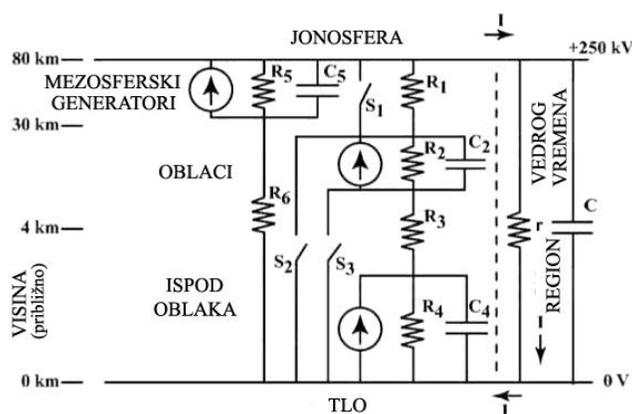 JONOSFERA
I
80 km
+250 kV
MEZOSFERSKI
GENERATORI
R5
C5
S1
R1
30 km
OBLACI
R2
C2
VEDROG
VREMENA
R6
4 km
R3
r
C
S2
S3
ISPOD
OBLAKA
VISINA
(približno)
REGION
I
R4
C4
0 km
0 V
TLO
I